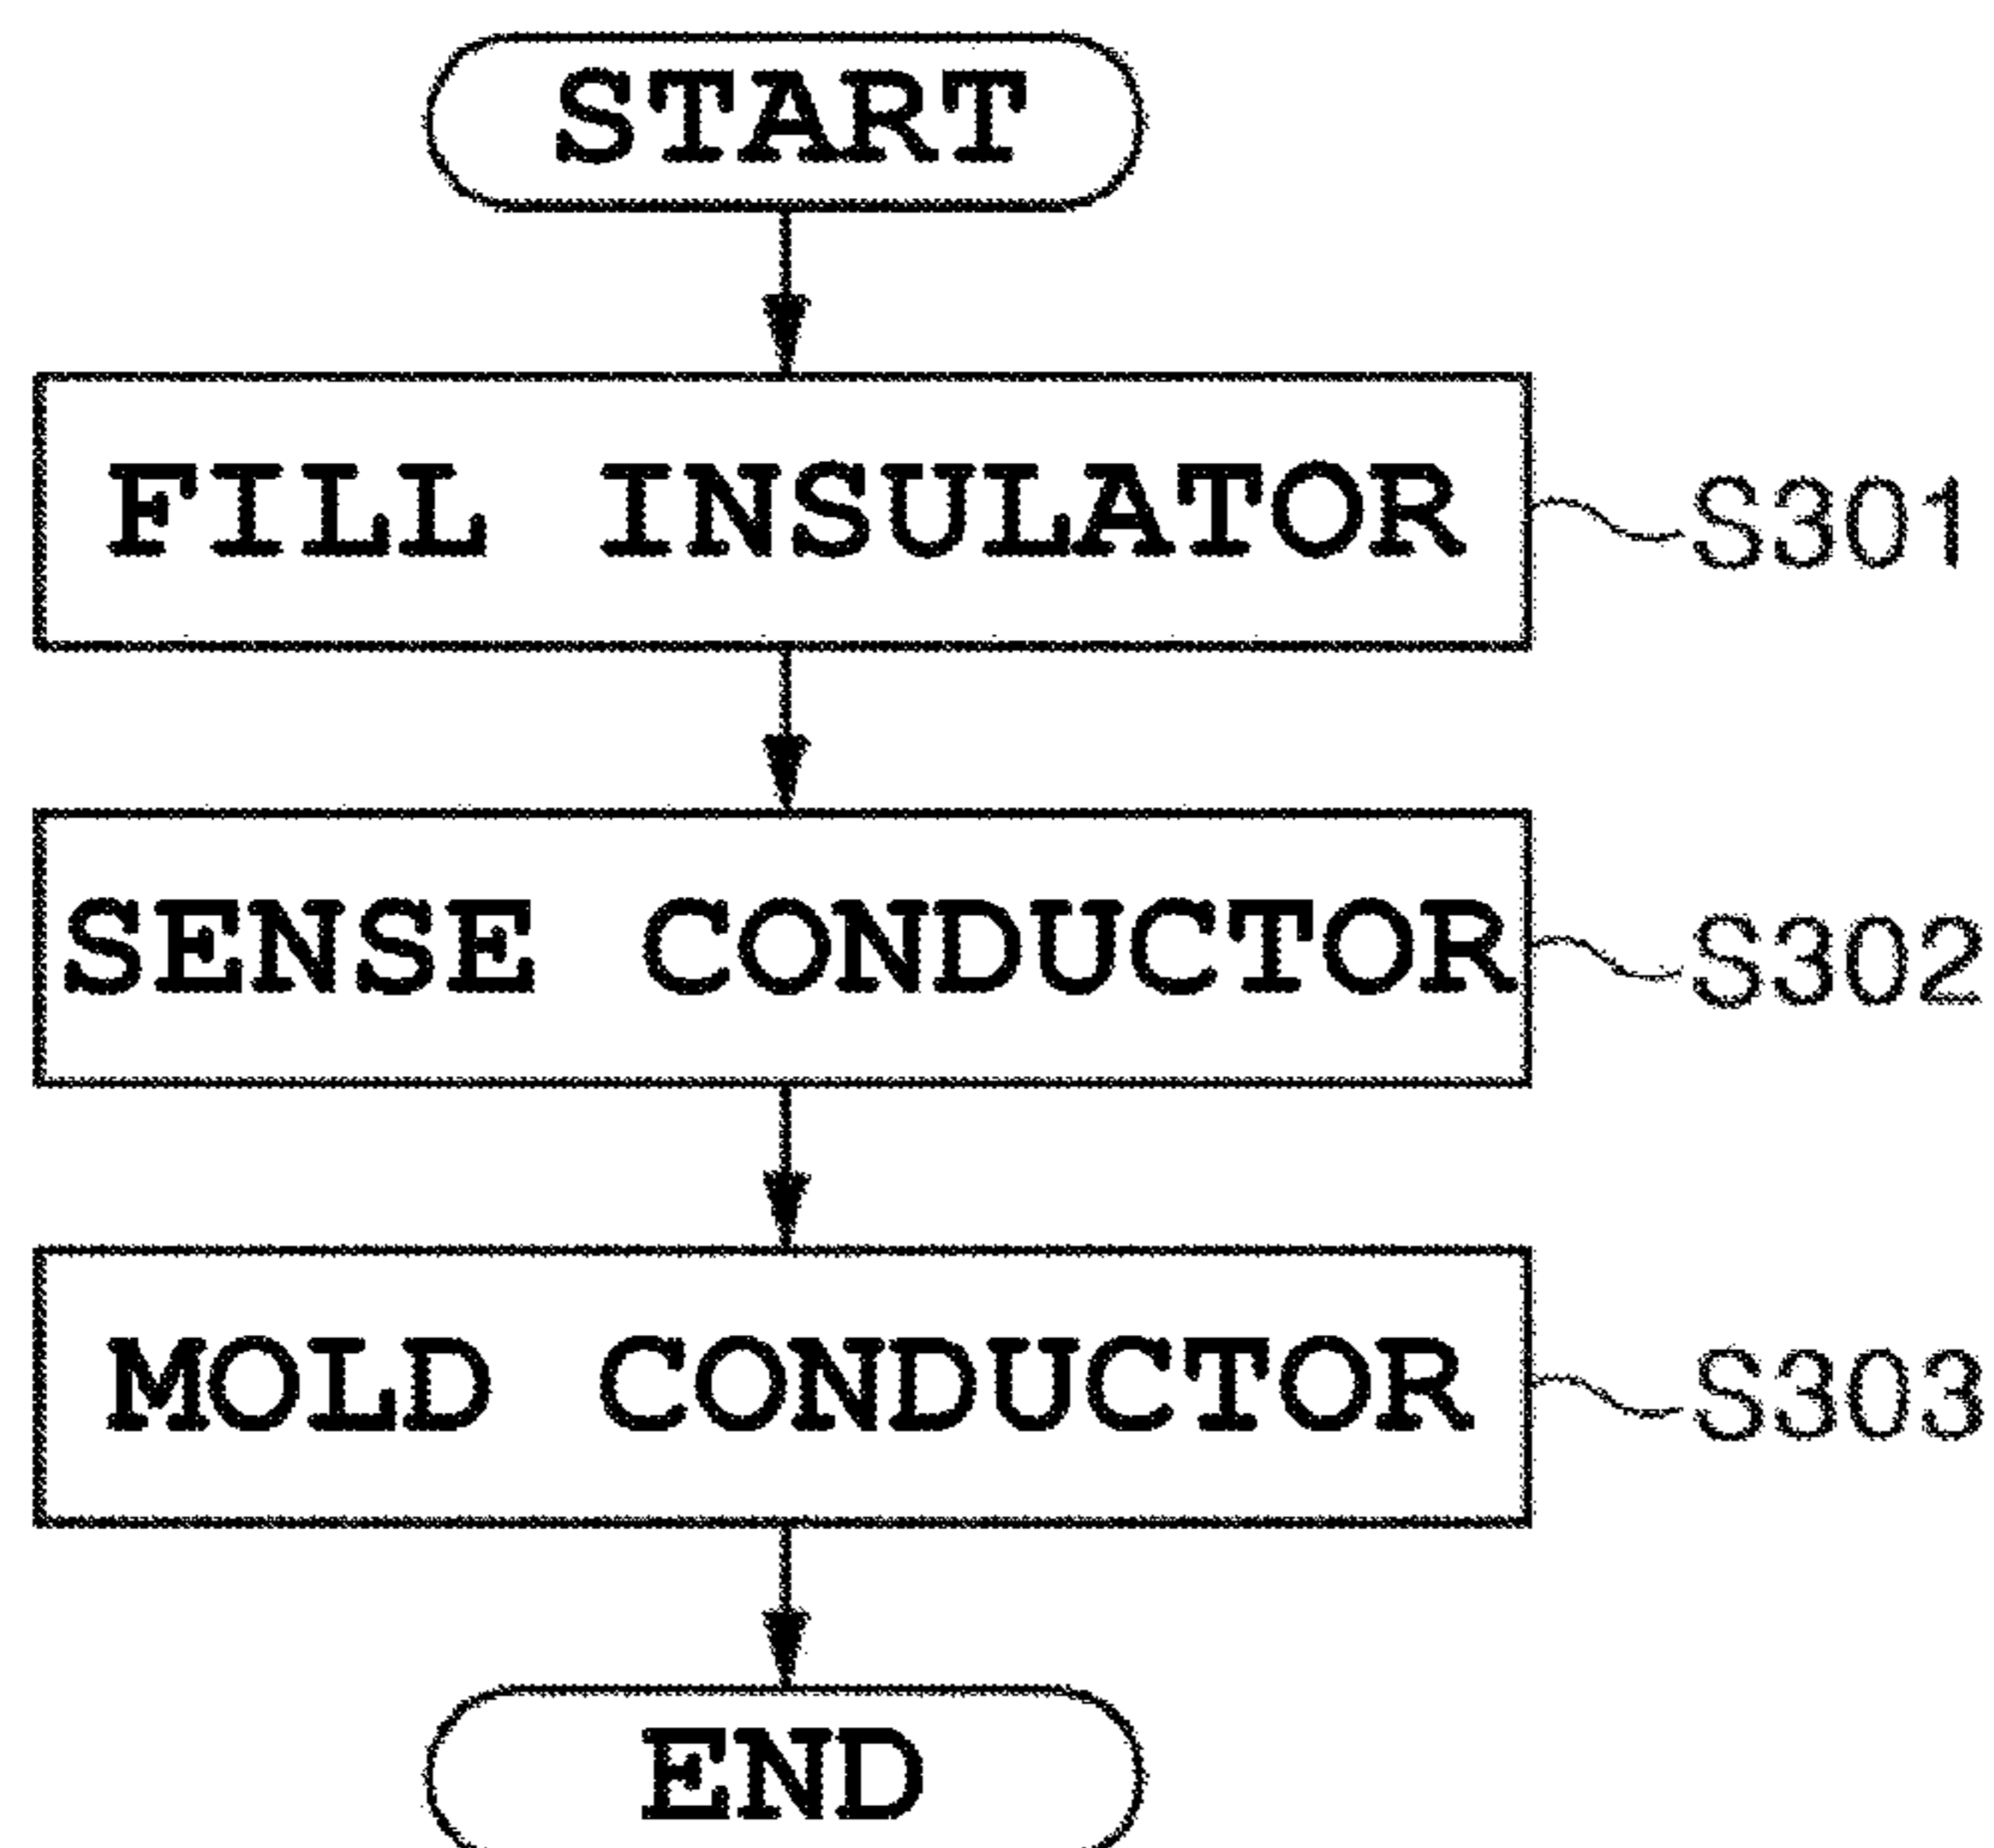 START
FILL INSULATOR
S301
SENSE CONDUCTOR
S302
MOLD CONDUCTOR
S303
END